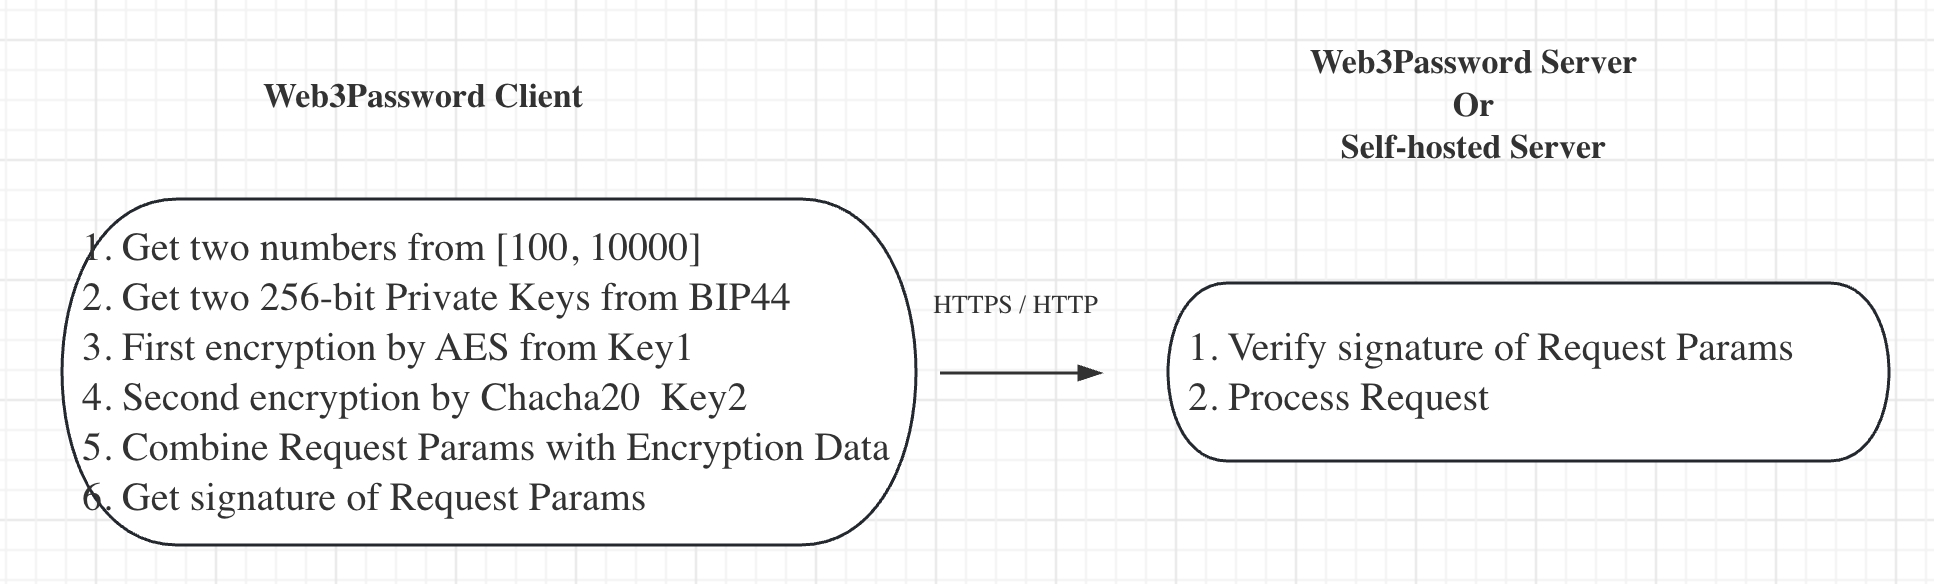 Web3Password Client
1. Get two numbers from [100, 10000]
2. Get two 256-bit Private Keys from BIP44
3. First encryption by AES from Key1
4. Second encryption by Chacha20  Key2
5. Combine Request Params with Encryption Data
6. Get signature of Request Params
HTTPS / HTTP
Web3Password Server
Or
Self-hosted Server
1. Verify signature of Request Params
2. Process Request